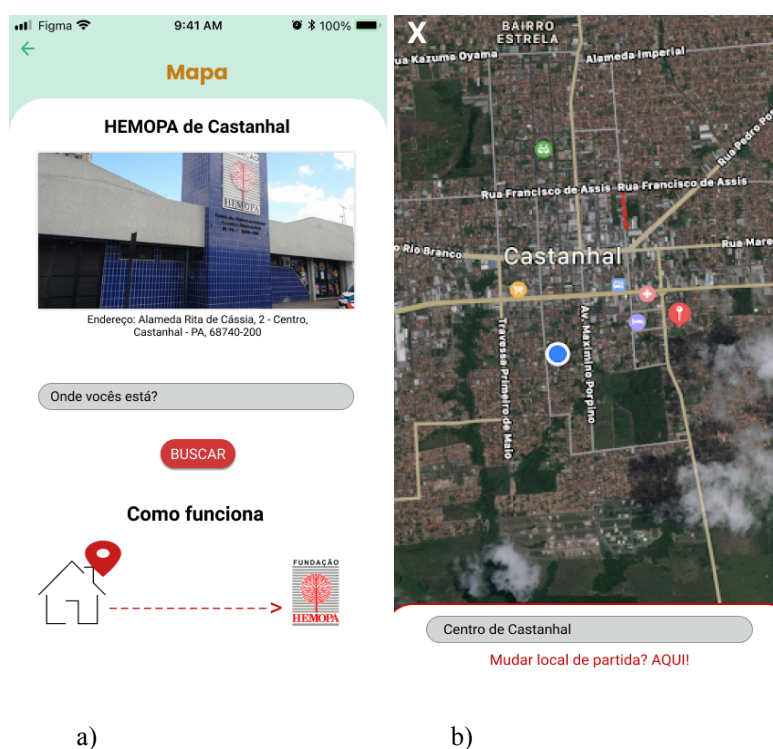 Figma
9:41 AM
100%
Mapa
HEMOPA de Castanhal
HEMOPA
Endereço: Alameda Rita de Cássia, 2 - Centro,
Castanhal - PA, 68740-200
Onde vocês está?
BUSCAR
Como funciona
FUNDAÇÃO
HEMOPA
a)
X
BAIRRO
ESTRELA
ua Kazuma Oyama
Alameda Imperial
Rua Pedro Por
Rua Francisco de Assis
Rua Francisco de Assis
o Rio Branco
Castanhal
Rua Mare
Travessa Primeiro de Maio
Av. Maximino Porpino
Centro de Castanhal
Mudar local de partida? AQUI!
b)